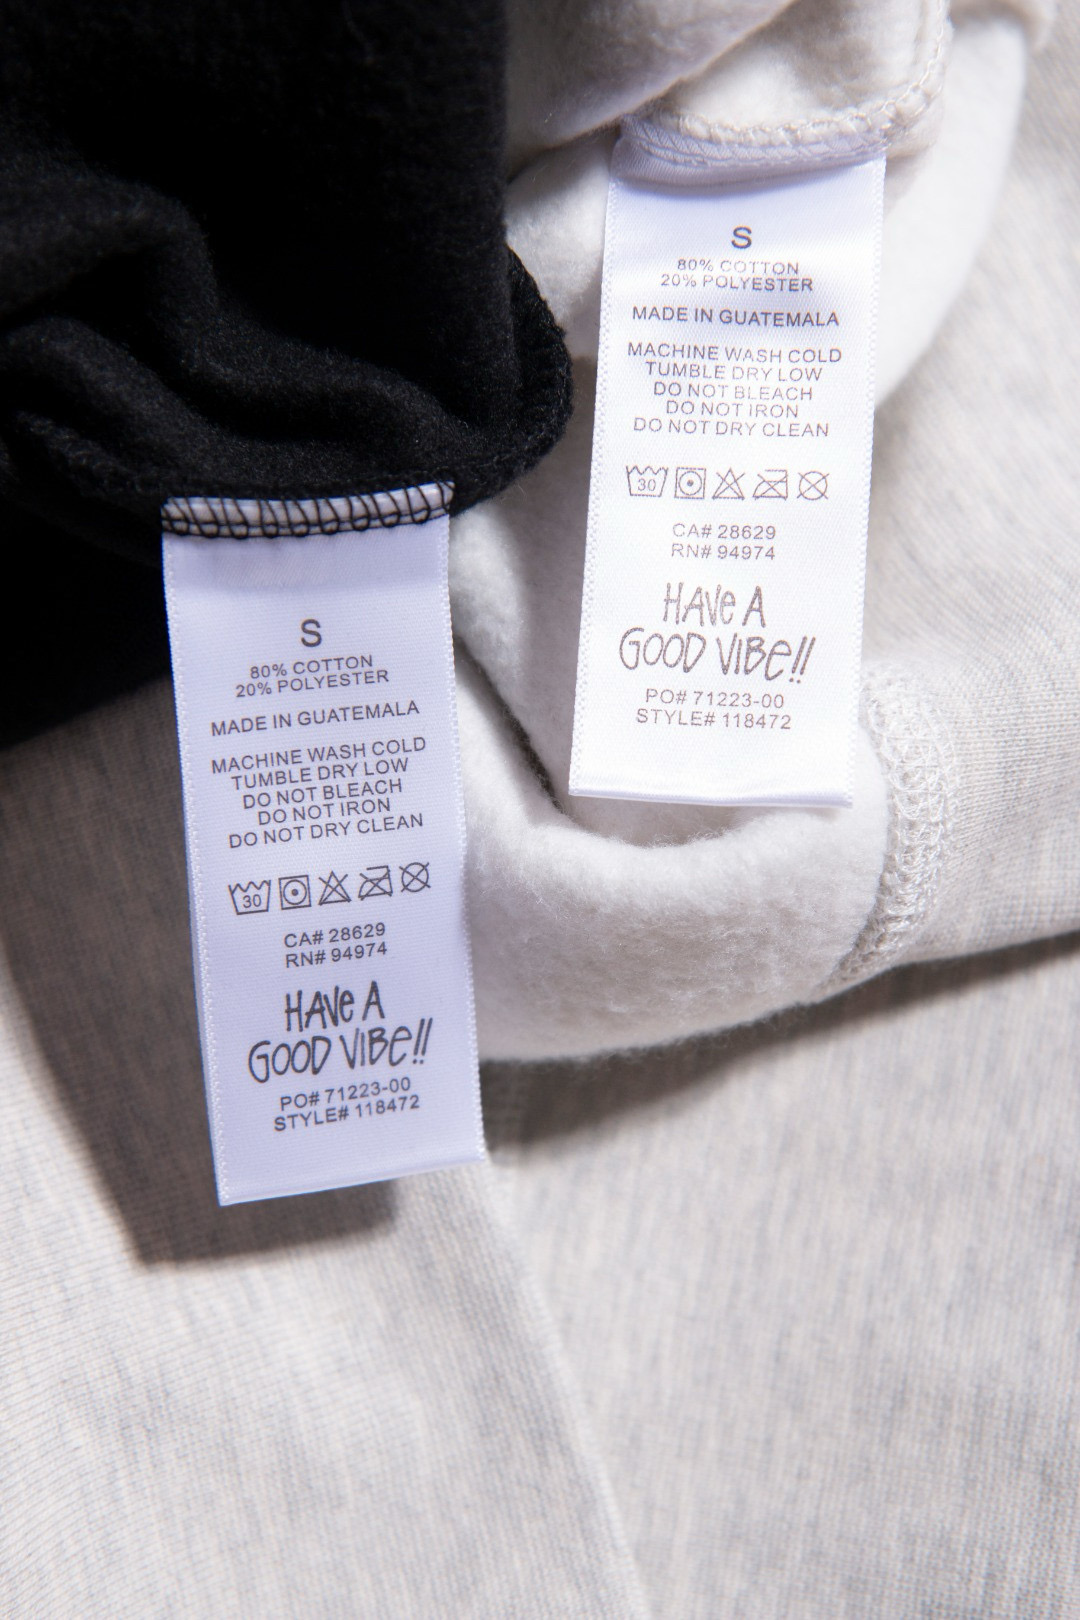 S
80% COTTON
20% POLYESTER
MADE IN GUATEMALA
MACHINE WASH COLD
TUMBLE DRY LOW
DO NOT BLEACH
DO NOT IRON
DO NOT DRY CLEAN
30
CA# 28629
RN# 94974
HAVE A
GOOD VIBE!!
PO# 71223-00
STYLE# 118472
S
80% COTTON
20% POLYESTER
MADE IN GUATEMALA
MACHINE WASH COLD
TUMBLE DRY LOW
DO NOT BLEACH
DO NOT IRON
DO NOT DRY CLEAN
30
CA# 28629
RN# 94974
HAVE A
GOOD VIBE!!
PO# 71223-00
STYLE# 118472